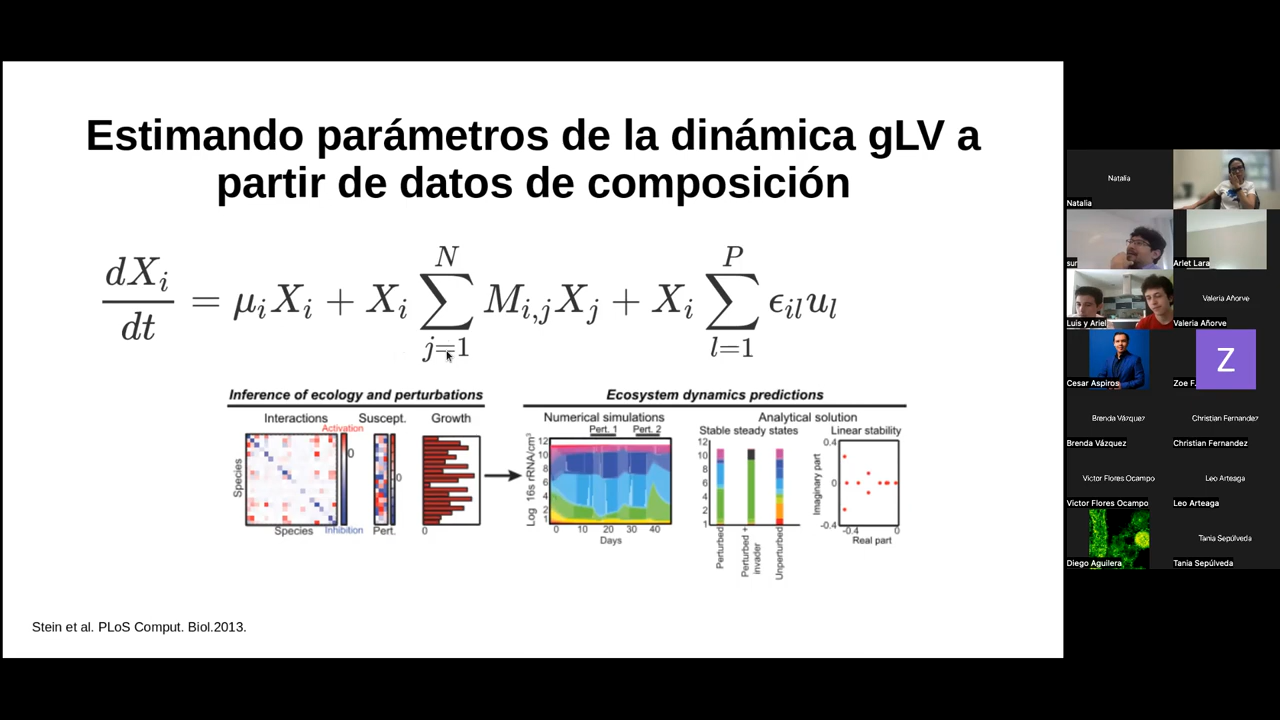 Estimando parámetros de la dinámica gLV a
partir de datos de composición
dX_i/dt = μ_i X_i + X_i ∑_{j=1}^{N} M_{i,j} X_j + X_i ∑_{l=1}^{P} ϵ_{il} u_l
Inference of ecology and perturbations
Interactions Suscept. Growth
Activation
0
0
Species
Inhibition
Species Pert. 0
Ecosystem dynamics predictions
Numerical simulations
Pert. 1 Pert. 2
Log 16s rRNA/cm³
12
10
8
6
4
2
1
0 10 20 30 40
Days
Analytical solution
Stable steady states
12
10
8
6
4
2
1
Perturbed
Perturbed +
invader
Unperturbed
Linear stability
Imaginary part
0.4
0
-0.4
-0.4 0
Real part
Stein et al. PLoS Comput. Biol.2013.
Natalia
Natalia
sur
Arlet Lara
Luis y Ariel
Valeria Añorve
Valeria Añorve
Cesar Aspiros
Z
Zoe F.
Brenda Vázquez
Brenda Vázquez
Christian Fernandez
Christian Fernandez
Victor Flores Ocampo
Victor Flores Ocampo
Leo Arteaga
Leo Arteaga
Diego Aguilera
Tania Sepúlveda
Tania Sepúlveda